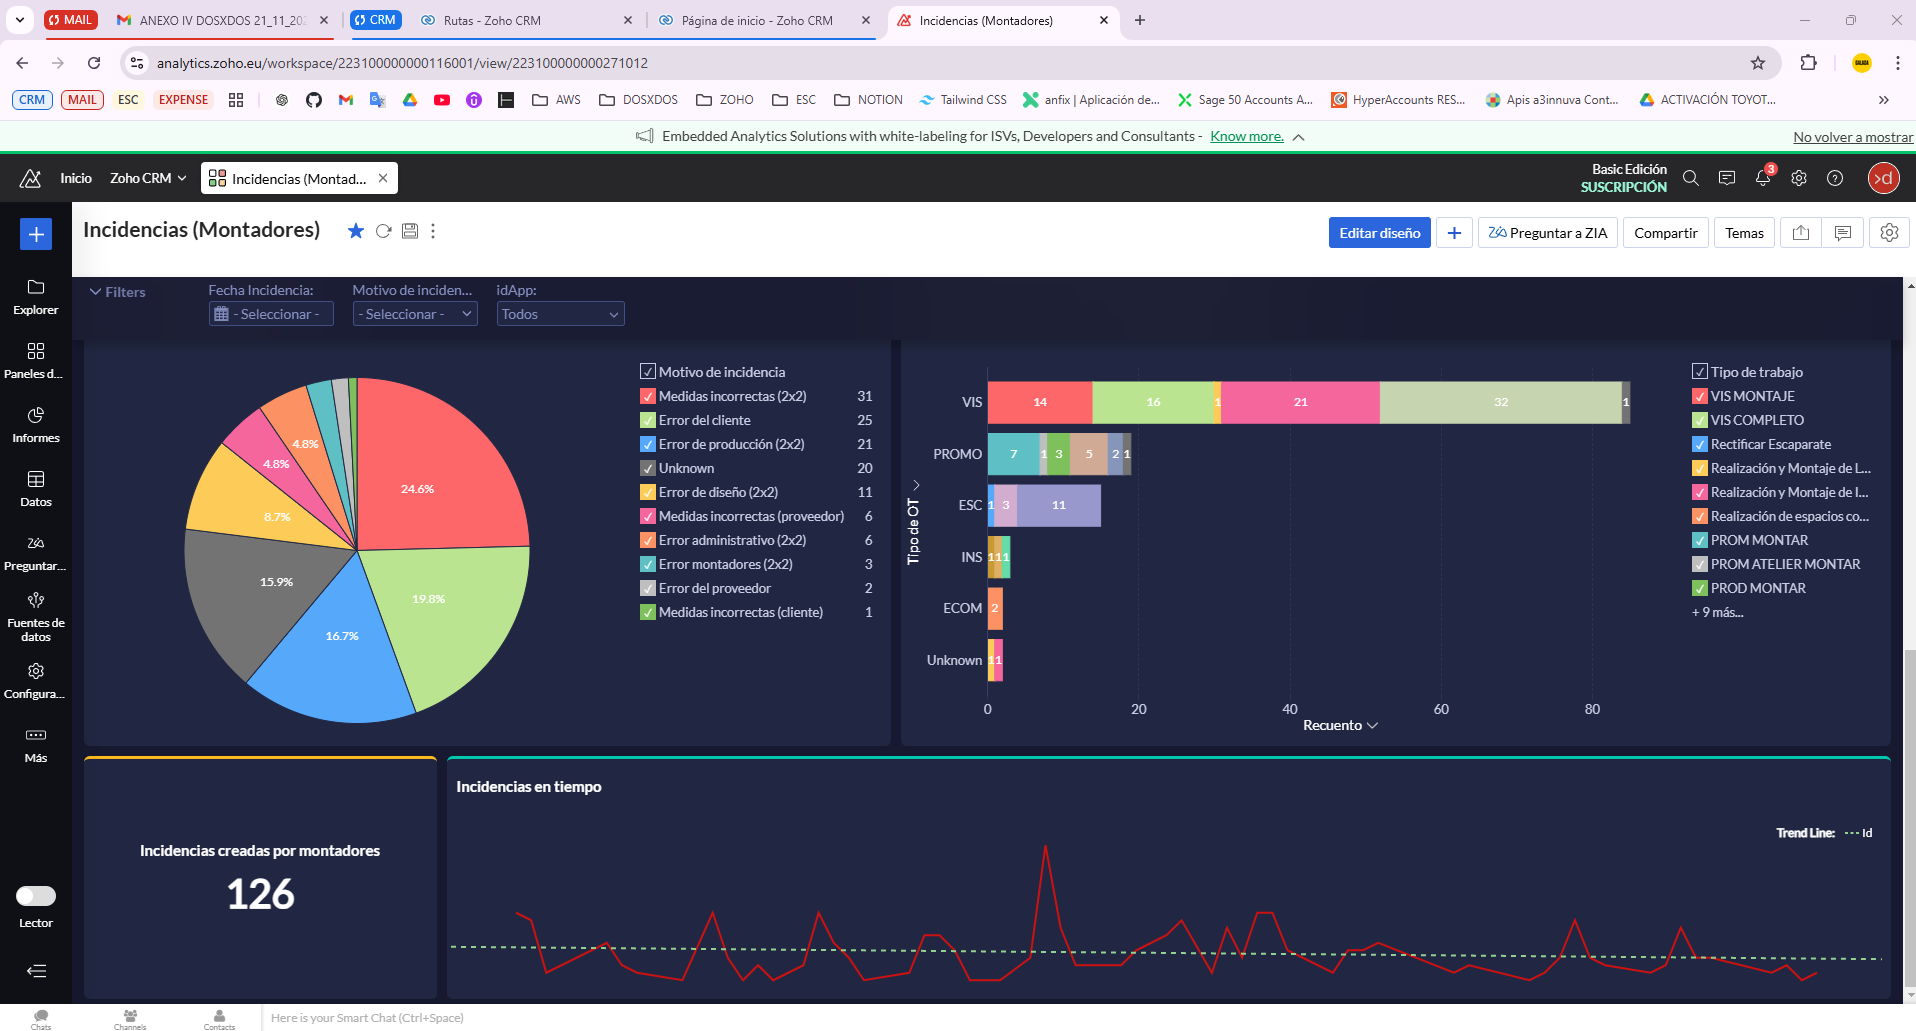 MAIL
ANEXO IV DOSXDOS 21_11_202
CRM
Rutas - Zoho CRM
Página de inicio - Zoho CRM
Incidencias (Montadores)
analytics.zoho.eu/workspace/223100000000116001/view/223100000000271012
CRM
MAIL
ESC
EXPENSE
AWS
DOSXDOS
ZOHO
ESC
NOTION
Tailwind CSS
anfix | Aplicación de...
Sage 50 Accounts A...
HyperAccounts RES...
Apis a3innuva Cont...
ACTIVACIÓN TOYOT...
Embedded Analytics Solutions with white-labeling for ISVs, Developers and Consultants - Know more.
No volver a mostrar
Inicio
Zoho CRM
Incidencias (Montad...
Basic Edición
SUSCRIPCIÓN
3
>d
Incidencias (Montadores)
Editar diseño
Preguntar a ZIA
Compartir
Temas
Explorer
Paneles d...
Informes
Datos
Preguntar...
Fuentes de
datos
Configura...
Más
Lector
Filters
Fecha Incidencia:
Motivo de inciden...
idApp:
- Seleccionar -
- Seleccionar -
Todos
24.6%
19.8%
16.7%
15.9%
8.7%
4.8%
4.8%
Motivo de incidencia
Medidas incorrectas (2x2) 31
Error del cliente 25
Error de producción (2x2) 21
Unknown 20
Error de diseño (2x2) 11
Medidas incorrectas (proveedor) 6
Error administrativo (2x2) 6
Error montadores (2x2) 3
Error del proveedor 2
Medidas incorrectas (cliente) 1
Tipo de OT
VIS 14 16 1 21 32 1
PROMO 7 1 3 5 2 1
ESC 1 3 11
INS 1 1 1
ECOM 2
Unknown 1 1
0 20 40 60 80
Recuento
Tipo de trabajo
VIS MONTAJE
VIS COMPLETO
Rectificar Escaparate
Realización y Montaje de L...
Realización y Montaje de I...
Realización de espacios co...
PROM MONTAR
PROM ATELIER MONTAR
PROD MONTAR
+ 9 más...
Incidencias creadas por montadores
126
Incidencias en tiempo
Trend Line: Id
Chats
Channels
Contacts
Here is your Smart Chat (Ctrl+Space)